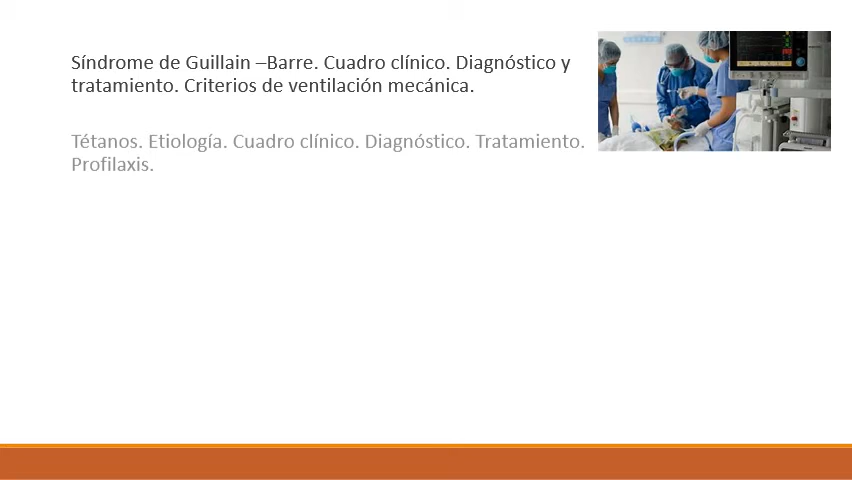 Síndrome de Guillain –Barre. Cuadro clínico. Diagnóstico y
tratamiento. Criterios de ventilación mecánica.
Tétanos. Etiología. Cuadro clínico. Diagnóstico. Tratamiento.
Profilaxis.